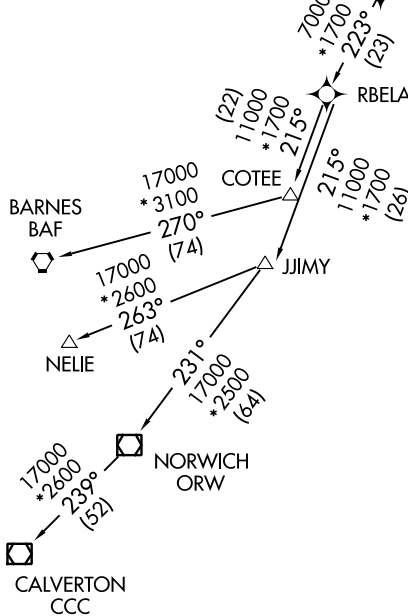 7000
*1700
223°
(23)
RBELA
(22)
11000
*1700
215°
215°
11000
*1700
(26)
COTEE
17000
*3100
270°
(74)
BARNES
BAF
JJIMY
17000
*2600
263°
(74)
NELIE
231°
17000
*2500
(64)
NORWICH
ORW
17000
*2600
239°
(52)
CALVERTON
CCC